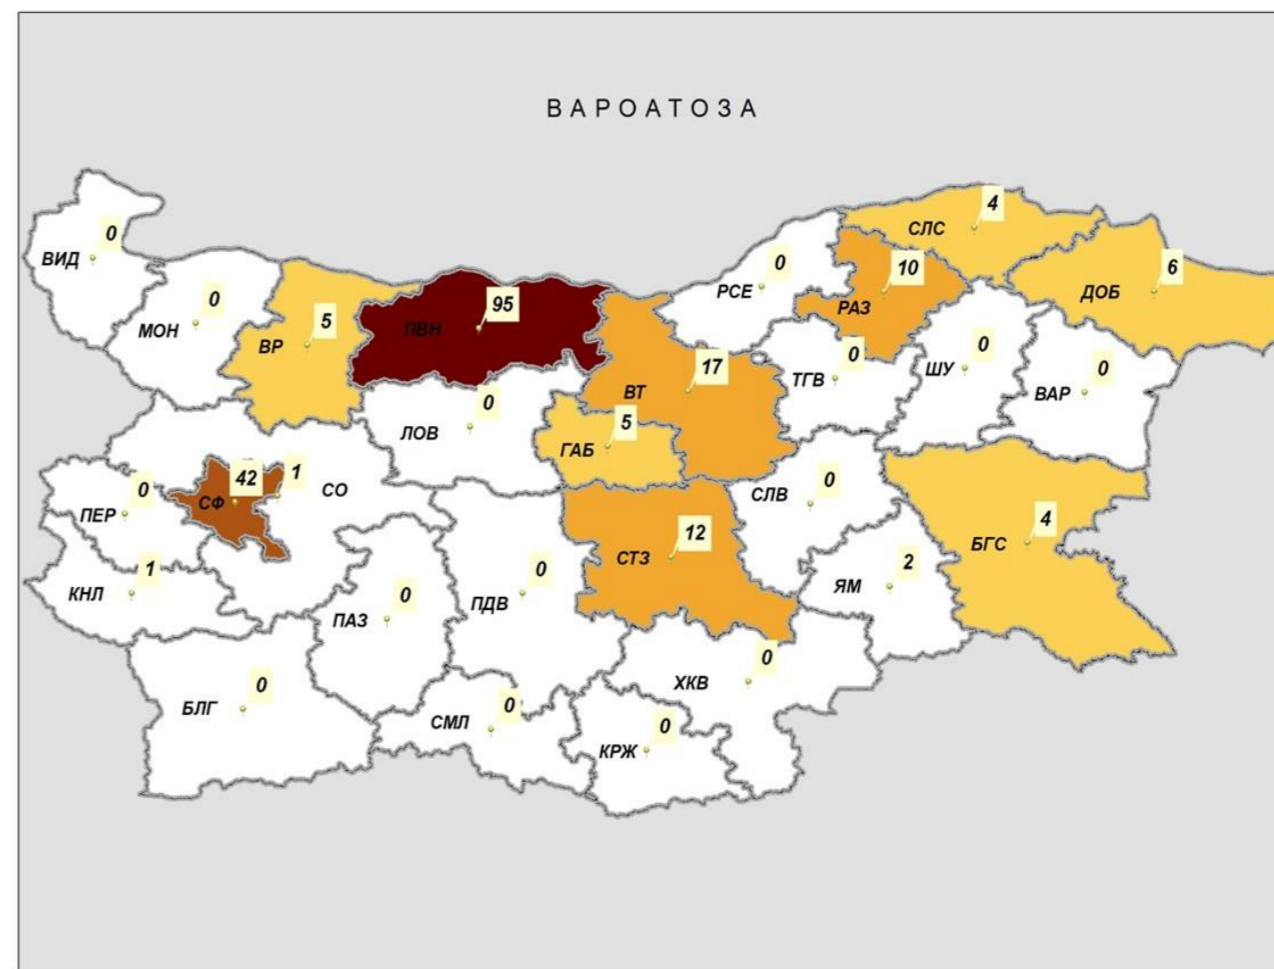 ВАРОАТОЗА
4
СЛС
0
ВИД
0
РСЕ
10
РАЗ
6
ДОБ
0
МОН
5
ВР
95
ПВН
17
ВТ
0
ТГВ
0
ШУ
0
ВАР
0
ЛОВ
5
ГАБ
0
ПЕР
42
СФ
1
СО
0
СЛВ
12
СТЗ
4
БГС
1
КНЛ
0
ПАЗ
0
ПДВ
2
ЯМ
0
БЛГ
0
СМЛ
0
ХКВ
0
КРЖ